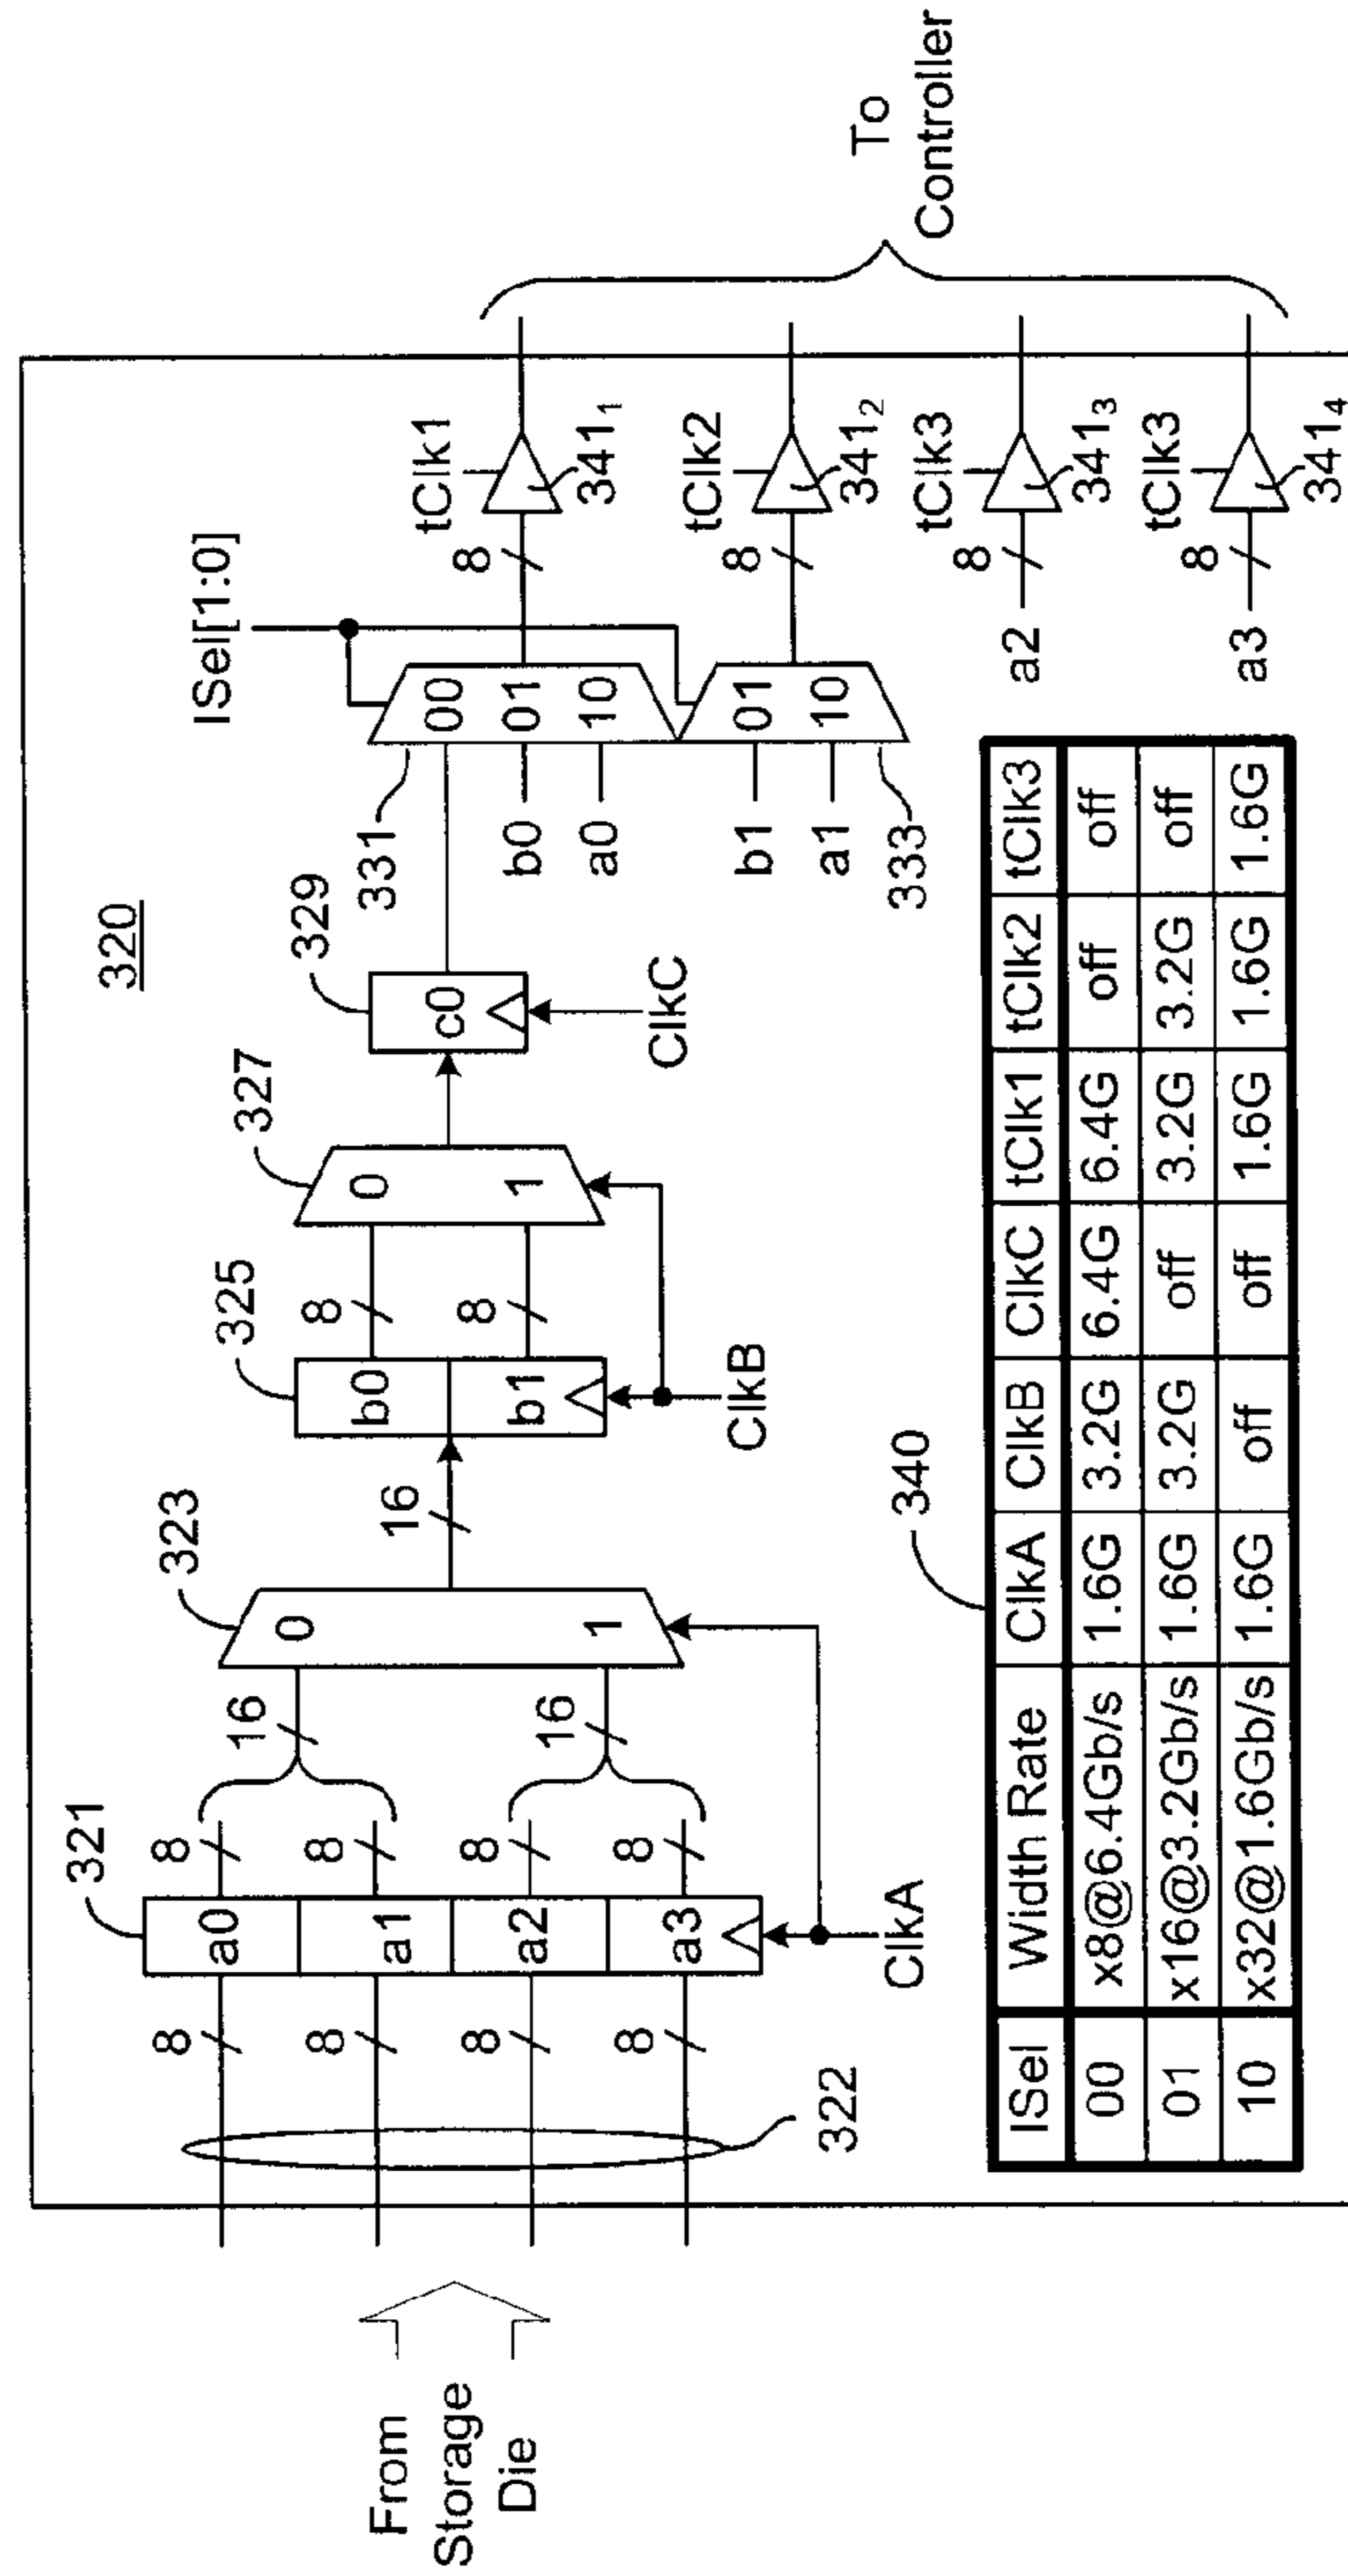 320
From
Storage
Die
322
8
8
8
8
321
a0
a1
a2
a3
ClkA
8
8
8
8
16
16
323
0
1
16
325
b0
b1
ClkB
8
8
327
0
1
329
c0
ClkC
331
b0
a0
b1
a1
333
00
01
10
01
10
ISel[1:0]
8
tClk1
341₁
8
tClk2
341₂
a2
8
tClk3
341₃
a3
8
tClk3
341₄
To
Controller
340
ISel Width Rate ClkA ClkB ClkC tClk1 tClk2 tClk3
00 x8@6.4Gb/s 1.6G 3.2G 6.4G 6.4G off off
01 x16@3.2Gb/s 1.6G 3.2G off 3.2G 3.2G off
10 x32@1.6Gb/s 1.6G off off 1.6G 1.6G 1.6G